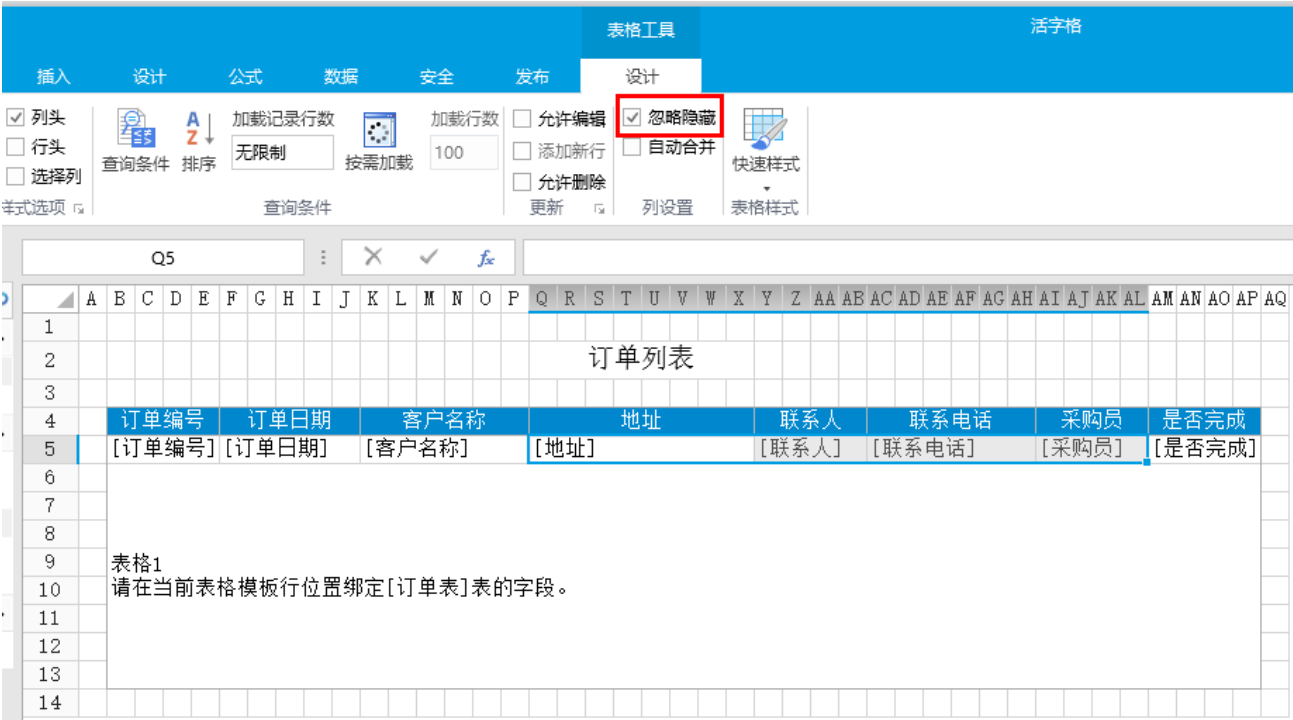 表格工具 活字格
插入 设计 公式 数据 安全 发布 设计
列头 加载记录行数 加载行数 允许编辑 忽略隐藏
行头 无限制 100 添加新行 自动合并
选择列 查询条件 排序 按需加载 允许删除 快速样式
样式选项 查询条件 更新 列设置 表格样式
Q5 fx
A B C D E F G H I J K L M N O P Q R S T U V W X Y Z AA AB AC AD AE AF AG AH AI AJ AK AL AM AN AO AP AQ
1
2 订单列表
3
4 订单编号 订单日期 客户名称 地址 联系人 联系电话 采购员 是否完成
5 [订单编号] [订单日期] [客户名称] [地址] [联系人] [联系电话] [采购员] [是否完成]
6
7
8
9 表格1
10 请在当前表格模板行位置绑定[订单表]表的字段。
11
12
13
14